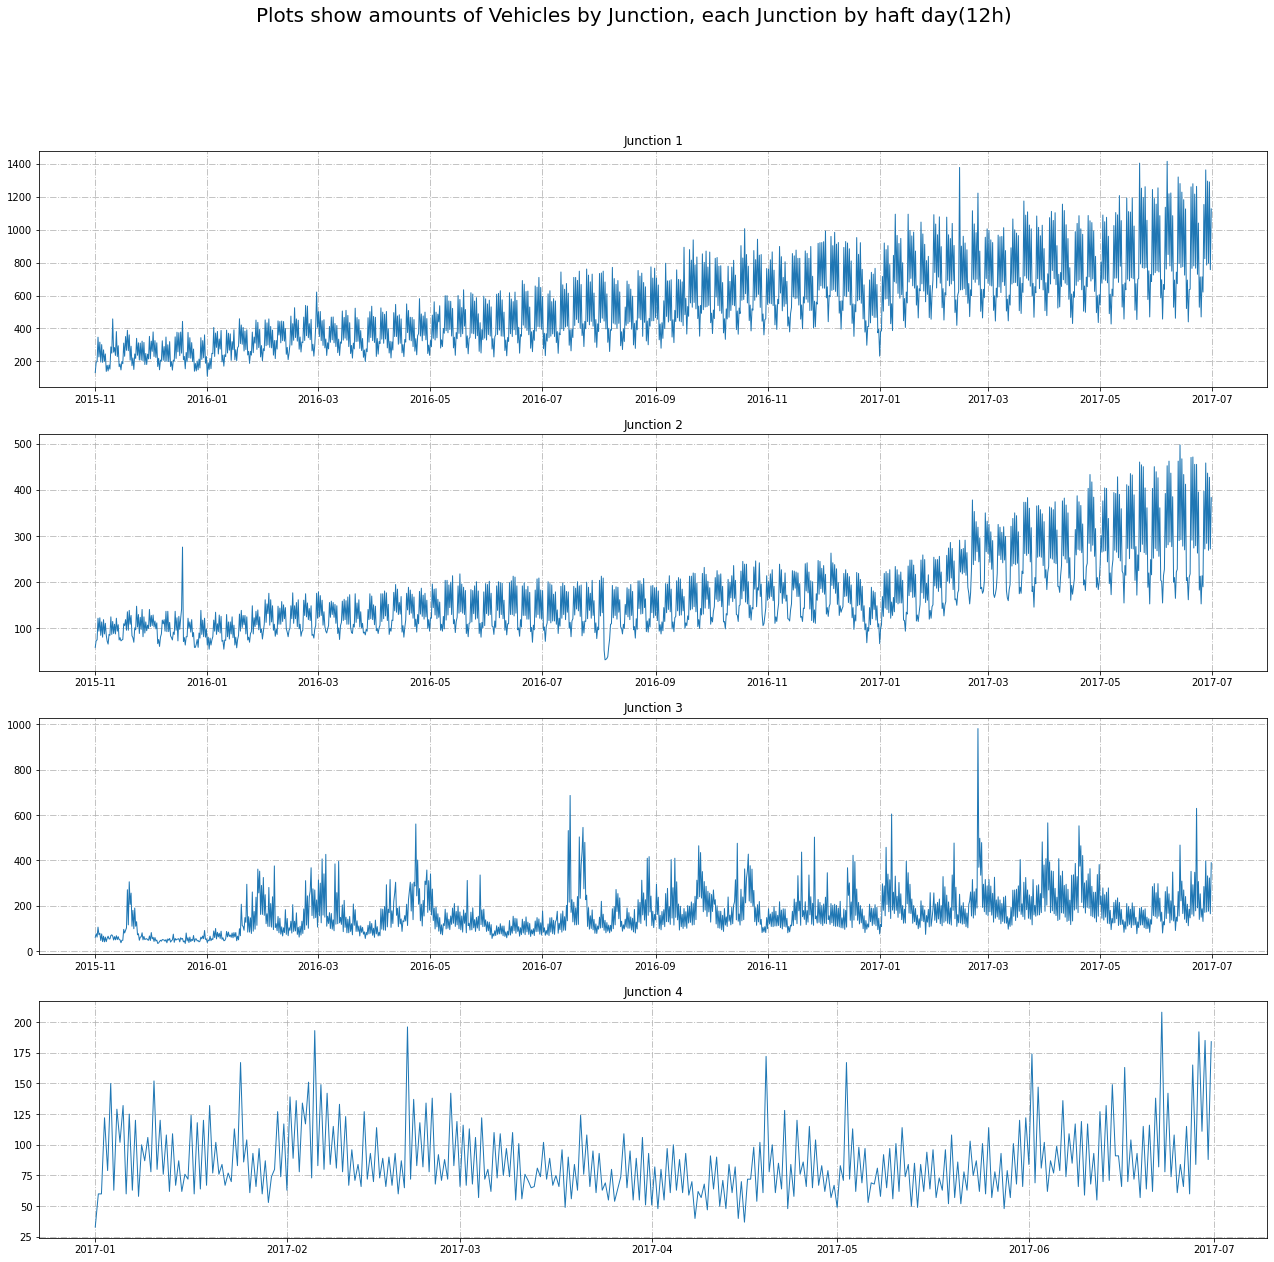 Plots show amounts of Vehicles by Junction, each Junction by haft day(12h)
Junction 1
1400
1200
1000
800
600
400
200
2015-11 2016-01 2016-03 2016-05 2016-07 2016-09 2016-11 2017-01 2017-03 2017-05 2017-07
Junction 2
500
400
300
200
100
2015-11 2016-01 2016-03 2016-05 2016-07 2016-09 2016-11 2017-01 2017-03 2017-05 2017-07
Junction 3
1000
800
600
400
200
0
2015-11 2016-01 2016-03 2016-05 2016-07 2016-09 2016-11 2017-01 2017-03 2017-05 2017-07
Junction 4
200
175
150
125
100
75
50
25
2017-01 2017-02 2017-03 2017-04 2017-05 2017-06 2017-07